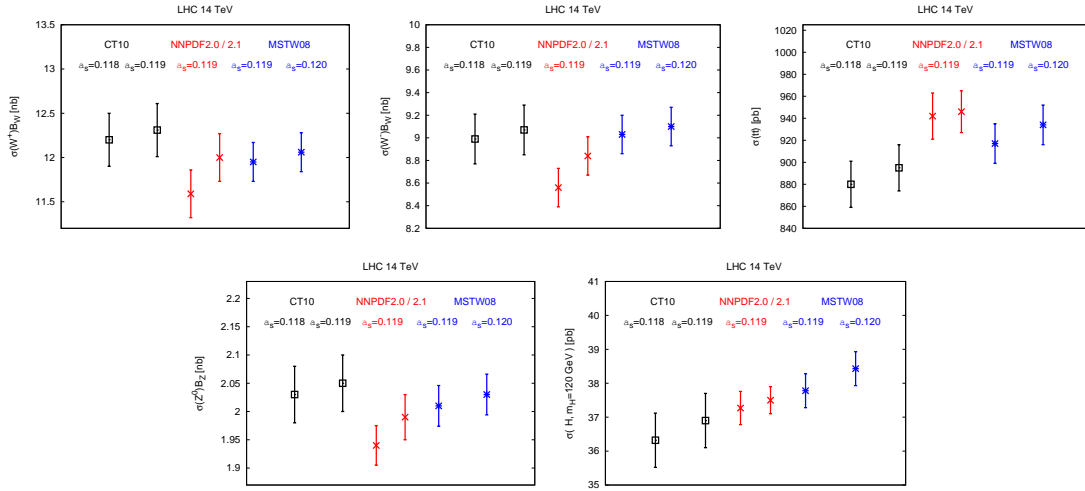 LHC 14 TeV
σ(W⁺)B_W [nb]
13.5
13
12.5
12
11.5
CT10 NNPDF2.0 / 2.1 MSTW08
a_s=0.118 a_s=0.119 a_s=0.119 a_s=0.119 a_s=0.120
LHC 14 TeV
σ(W⁻)B_W [nb]
10
9.8
9.6
9.4
9.2
9
8.8
8.6
8.4
8.2
CT10 NNPDF2.0 / 2.1 MSTW08
a_s=0.118 a_s=0.119 a_s=0.119 a_s=0.119 a_s=0.120
LHC 14 TeV
σ(tt) [pb]
1020
1000
980
960
940
920
900
880
860
840
CT10 NNPDF2.0 / 2.1 MSTW08
a_s=0.118 a_s=0.119 a_s=0.119 a_s=0.119 a_s=0.120
LHC 14 TeV
σ(Z⁰)B_Z [nb]
2.2
2.15
2.1
2.05
2
1.95
1.9
CT10 NNPDF2.0 / 2.1 MSTW08
a_s=0.118 a_s=0.119 a_s=0.119 a_s=0.119 a_s=0.120
LHC 14 TeV
σ( H, m_H=120 GeV ) [pb]
41
40
39
38
37
36
35
CT10 NNPDF2.0 / 2.1 MSTW08
a_s=0.118 a_s=0.119 a_s=0.119 a_s=0.119 a_s=0.120